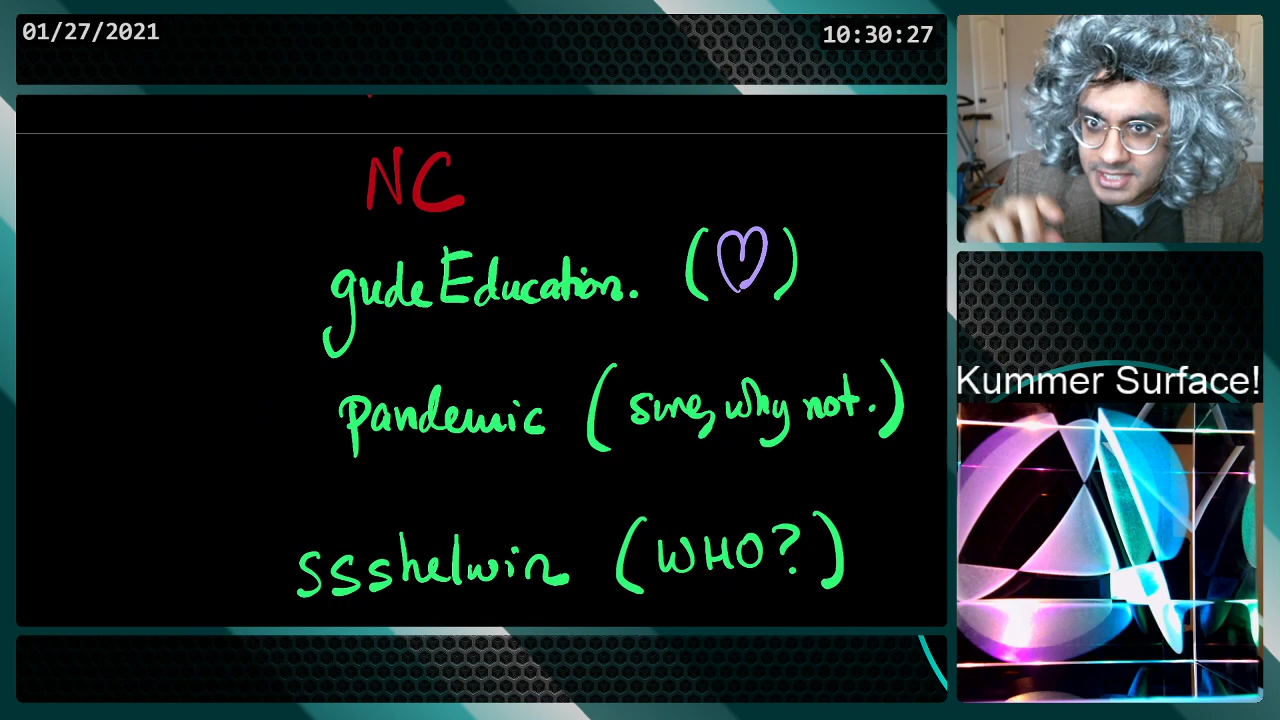 01/27/2021
10:30:27
NC
gudeEducation. (♡)
pandemic (sure, why not.)
ssshelwin (WHO?)
Kummer Surface!